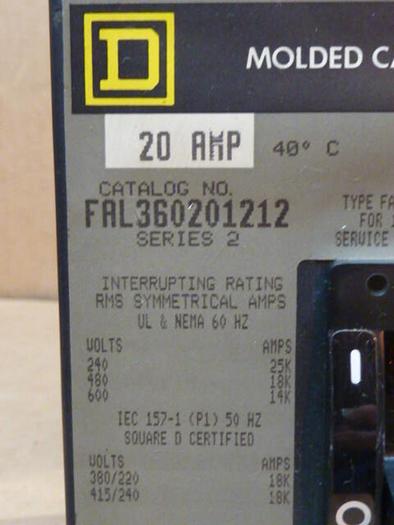 D
MOLDED CA
20 AMP 40° C
CATALOG NO.
FAL360201212
SERIES 2
TYPE FA
FOR
SERVICE
INTERRUPTING RATING
RMS SYMMETRICAL AMPS
UL & NEMA 60 HZ
VOLTS AMPS
240 25K
480 18K
600 14K
IEC 157-1 (P1) 50 HZ
SQUARE D CERTIFIED
VOLTS AMPS
380/220 18K
415/240 18K
I
O